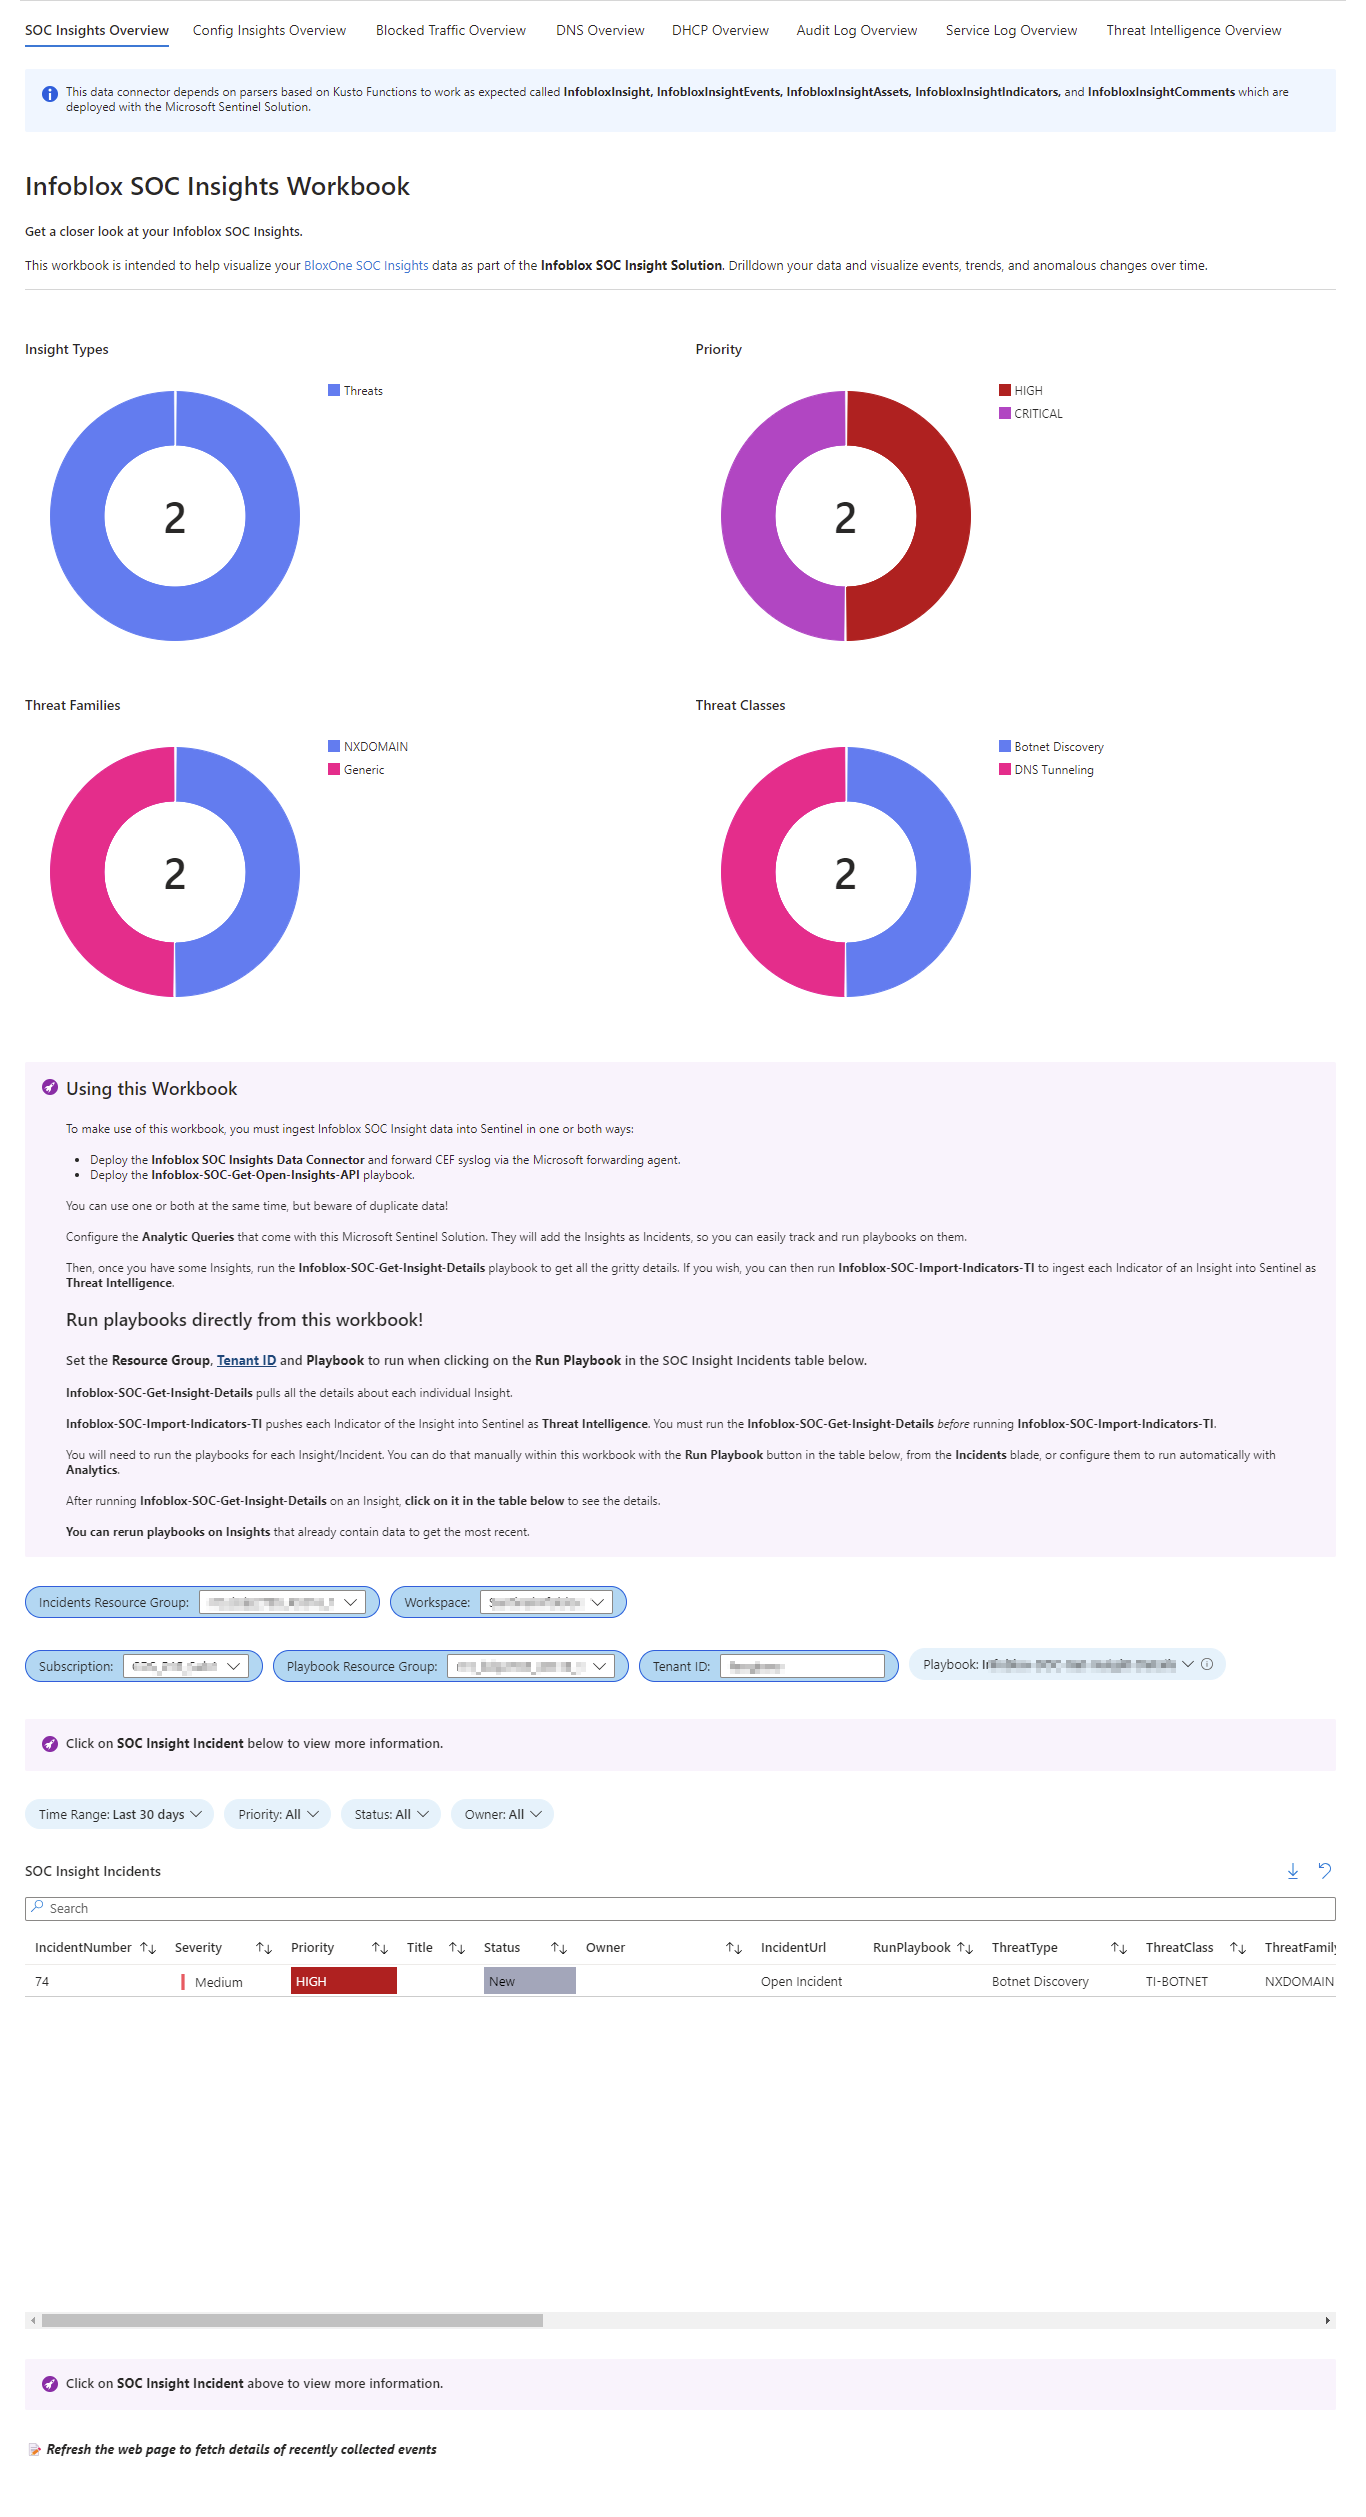 SOC Insights Overview Config Insights Overview Blocked Traffic Overview DNS Overview DHCP Overview Audit Log Overview Service Log Overview Threat Intelligence Overview
This data connector depends on parsers based on Kusto Functions to work as expected called InfobloxInsight, InfobloxInsightEvents, InfobloxInsightAssets, InfobloxInsightIndicators, and InfobloxInsightComments which are
deployed with the Microsoft Sentinel Solution.
Infoblox SOC Insights Workbook
Get a closer look at your Infoblox SOC Insights.
This workbook is intended to help visualize your BloxOne SOC Insights data as part of the Infoblox SOC Insight Solution. Drilldown your data and visualize events, trends, and anomalous changes over time.
Insight Types
Threats
2
Priority
HIGH
CRITICAL
2
Threat Families
NXDOMAIN
Generic
2
Threat Classes
Botnet Discovery
DNS Tunneling
2
Using this Workbook
To make use of this workbook, you must ingest Infoblox SOC Insight data into Sentinel in one or both ways:
• Deploy the Infoblox SOC Insights Data Connector and forward CEF syslog via the Microsoft forwarding agent.
• Deploy the Infoblox-SOC-Get-Open-Insights-API playbook.
You can use one or both at the same time, but beware of duplicate data!
Configure the Analytic Queries that come with this Microsoft Sentinel Solution. They will add the Insights as Incidents, so you can easily track and run playbooks on them.
Then, once you have some Insights, run the Infoblox-SOC-Get-Insight-Details playbook to get all the gritty details. If you wish, you can then run Infoblox-SOC-Import-Indicators-TI to ingest each Indicator of an Insight into Sentinel as
Threat Intelligence.
Run playbooks directly from this workbook!
Set the Resource Group, Tenant ID and Playbook to run when clicking on the Run Playbook in the SOC Insight Incidents table below.
Infoblox-SOC-Get-Insight-Details pulls all the details about each individual Insight.
Infoblox-SOC-Import-Indicators-TI pushes each Indicator of the Insight into Sentinel as Threat Intelligence. You must run the Infoblox-SOC-Get-Insight-Details before running Infoblox-SOC-Import-Indicators-TI.
You will need to run the playbooks for each Insight/Incident. You can do that manually within this workbook with the Run Playbook button in the table below, from the Incidents blade, or configure them to run automatically with
Analytics.
After running Infoblox-SOC-Get-Insight-Details on an Insight, click on it in the table below to see the details.
You can rerun playbooks on Insights that already contain data to get the most recent.
Incidents Resource Group: Workspace:
Subscription: Playbook Resource Group: Tenant ID: Playbook:
Click on SOC Insight Incident below to view more information.
Time Range: Last 30 days Priority: All Status: All Owner: All
SOC Insight Incidents
Search
IncidentNumber Severity Priority Title Status Owner IncidentUrl RunPlaybook ThreatType ThreatClass ThreatFamily
74 Medium HIGH New Open Incident Botnet Discovery TI-BOTNET NXDOMAIN
Click on SOC Insight Incident above to view more information.
Refresh the web page to fetch details of recently collected events